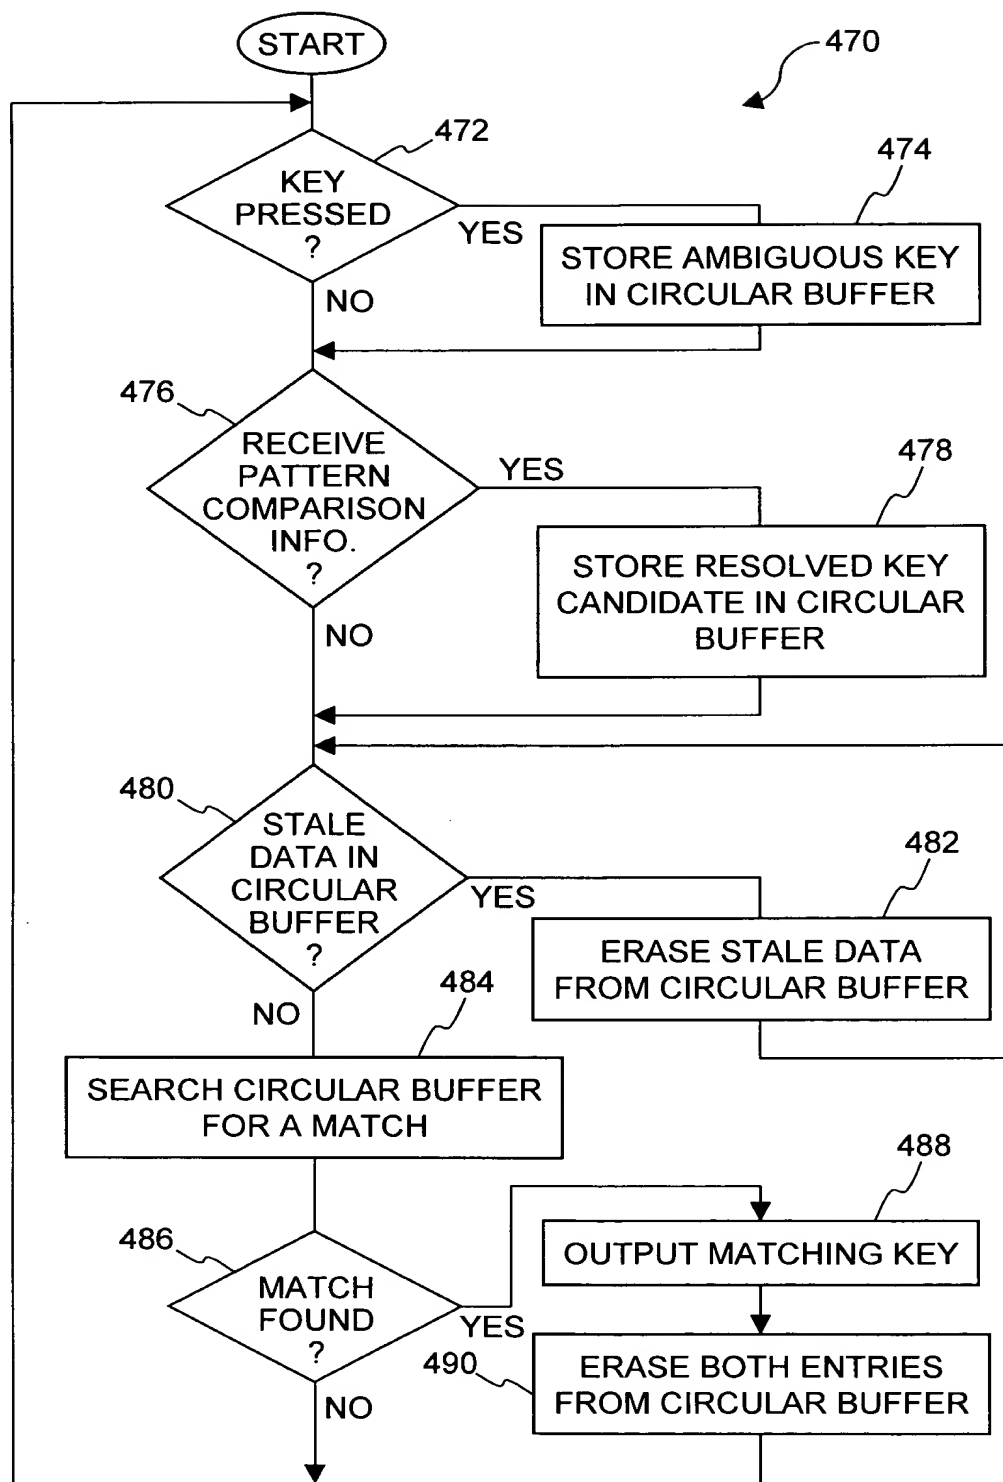 START
470
472
KEY
PRESSED
?
YES
474
STORE AMBIGUOUS KEY
IN CIRCULAR BUFFER
NO
476
RECEIVE
PATTERN
COMPARISON
INFO.
?
YES
478
STORE RESOLVED KEY
CANDIDATE IN CIRCULAR
BUFFER
NO
480
STALE
DATA IN
CIRCULAR
BUFFER
?
YES
482
ERASE STALE DATA
FROM CIRCULAR BUFFER
NO
484
SEARCH CIRCULAR BUFFER
FOR A MATCH
486
MATCH
FOUND
?
YES
488
OUTPUT MATCHING KEY
490
ERASE BOTH ENTRIES
FROM CIRCULAR BUFFER
NO